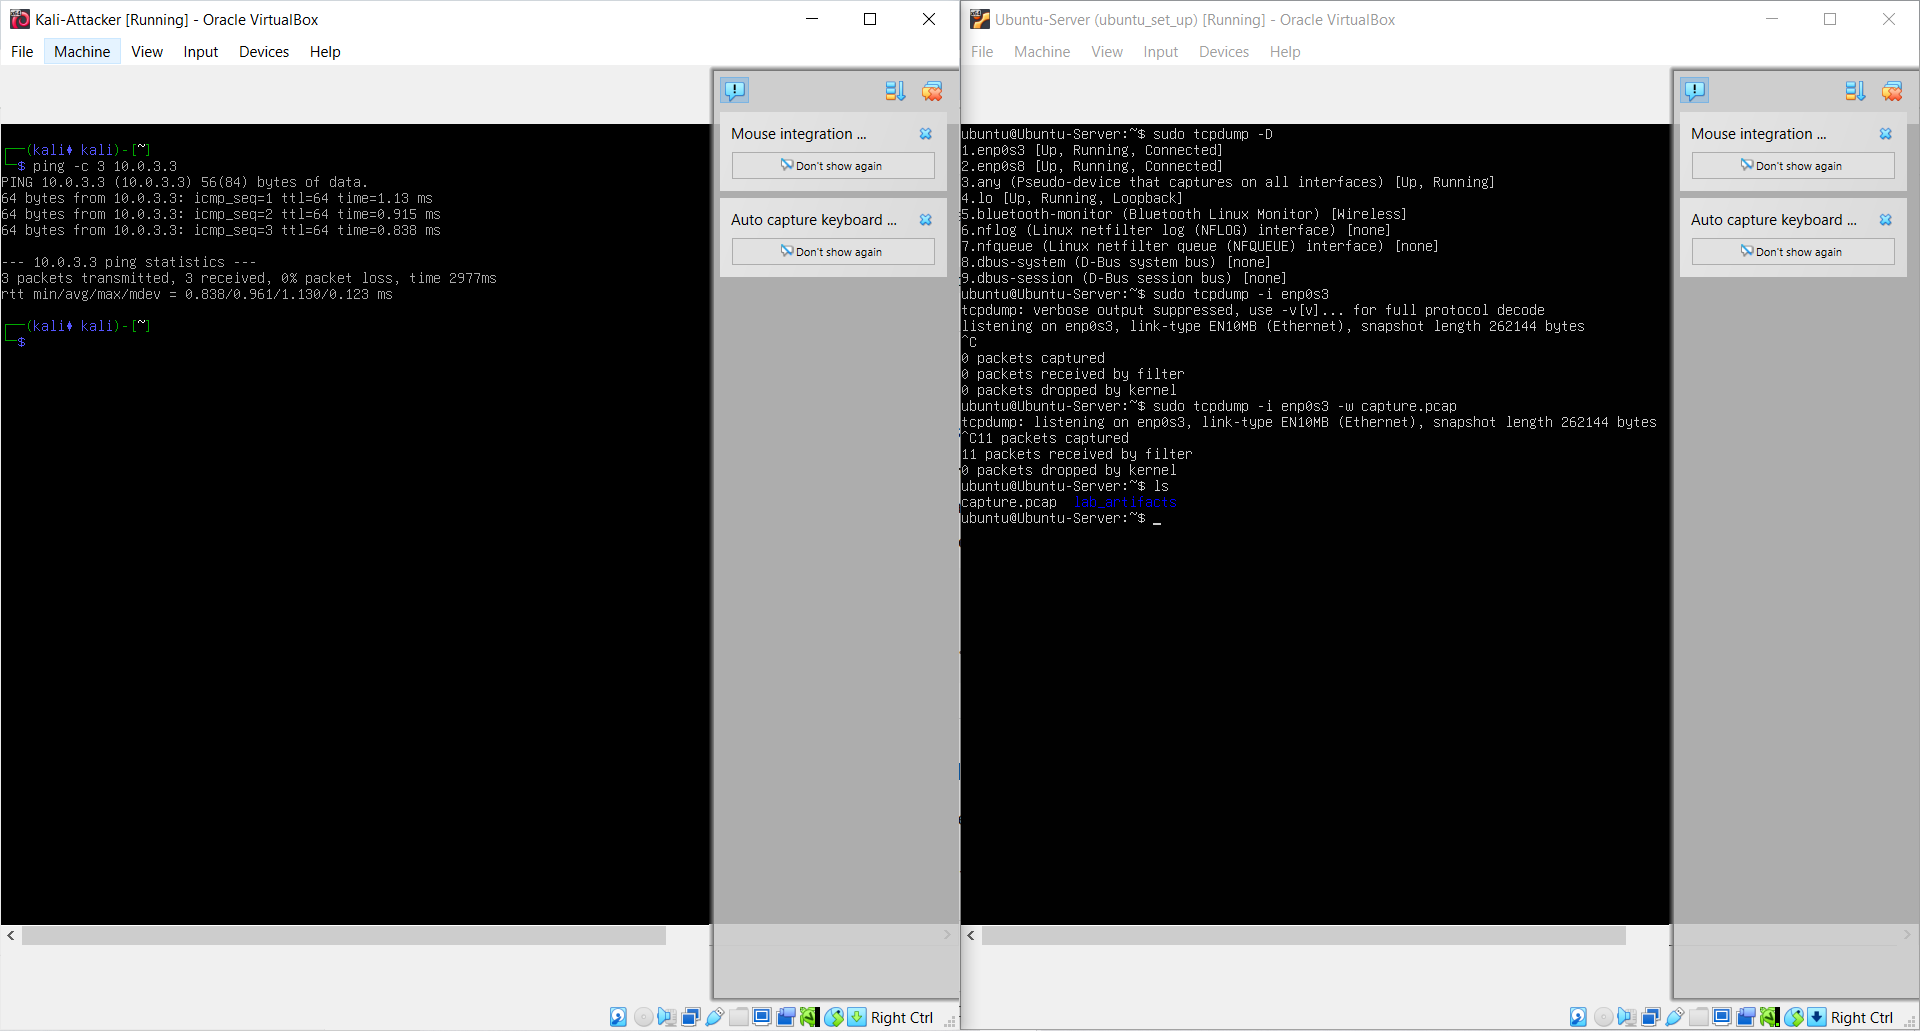 Kali-Attacker [Running] - Oracle VirtualBox
File Machine View Input Devices Help
Mouse integration ...
Don't show again
Auto capture keyboard ...
Don't show again
┌──(kali♦ kali)-[~]
└─$ ping -c 3 10.0.3.3
PING 10.0.3.3 (10.0.3.3) 56(84) bytes of data.
64 bytes from 10.0.3.3: icmp_seq=1 ttl=64 time=1.13 ms
64 bytes from 10.0.3.3: icmp_seq=2 ttl=64 time=0.915 ms
64 bytes from 10.0.3.3: icmp_seq=3 ttl=64 time=0.838 ms
--- 10.0.3.3 ping statistics ---
3 packets transmitted, 3 received, 0% packet loss, time 2977ms
rtt min/avg/max/mdev = 0.838/0.961/1.130/0.123 ms
┌──(kali♦ kali)-[~]
└─$
Right Ctrl
Ubuntu-Server (ubuntu_set_up) [Running] - Oracle VirtualBox
File Machine View Input Devices Help
Mouse integration ...
Don't show again
Auto capture keyboard ...
Don't show again
ubuntu@Ubuntu-Server:~$ sudo tcpdump -D
1.enp0s3 [Up, Running, Connected]
2.enp0s8 [Up, Running, Connected]
3.any (Pseudo-device that captures on all interfaces) [Up, Running]
4.lo [Up, Running, Loopback]
5.bluetooth-monitor (Bluetooth Linux Monitor) [Wireless]
6.nflog (Linux netfilter log (NFLOG) interface) [none]
7.nfqueue (Linux netfilter queue (NFQUEUE) interface) [none]
8.dbus-system (D-Bus system bus) [none]
9.dbus-session (D-Bus session bus) [none]
ubuntu@Ubuntu-Server:~$ sudo tcpdump -i enp0s3
tcpdump: verbose output suppressed, use -v[v]... for full protocol decode
listening on enp0s3, link-type EN10MB (Ethernet), snapshot length 262144 bytes
^C
0 packets captured
0 packets received by filter
0 packets dropped by kernel
ubuntu@Ubuntu-Server:~$ sudo tcpdump -i enp0s3 -w capture.pcap
tcpdump: listening on enp0s3, link-type EN10MB (Ethernet), snapshot length 262144 bytes
^C11 packets captured
11 packets received by filter
0 packets dropped by kernel
ubuntu@Ubuntu-Server:~$ ls
capture.pcap lab_artifacts
ubuntu@Ubuntu-Server:~$ _
Right Ctrl